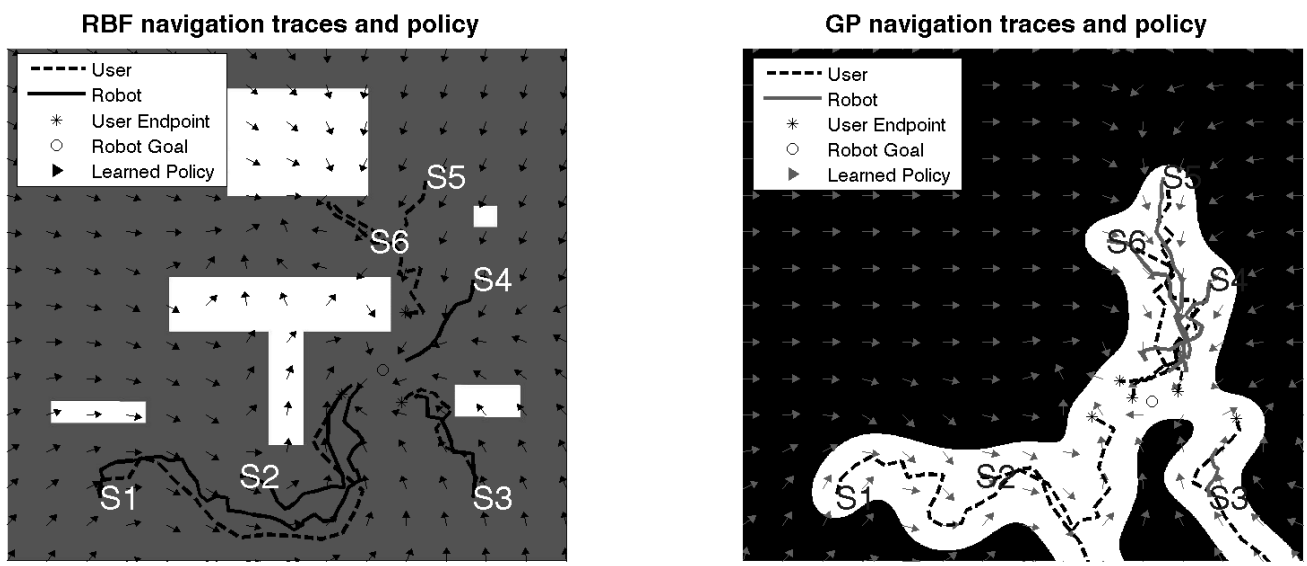 RBF navigation traces and policy
User
Robot
User Endpoint
Robot Goal
Learned Policy
S5
S6
S4
S2
S1
S3
GP navigation traces and policy
User
Robot
User Endpoint
Robot Goal
Learned Policy
S5
S6
S4
S2
S1
S3